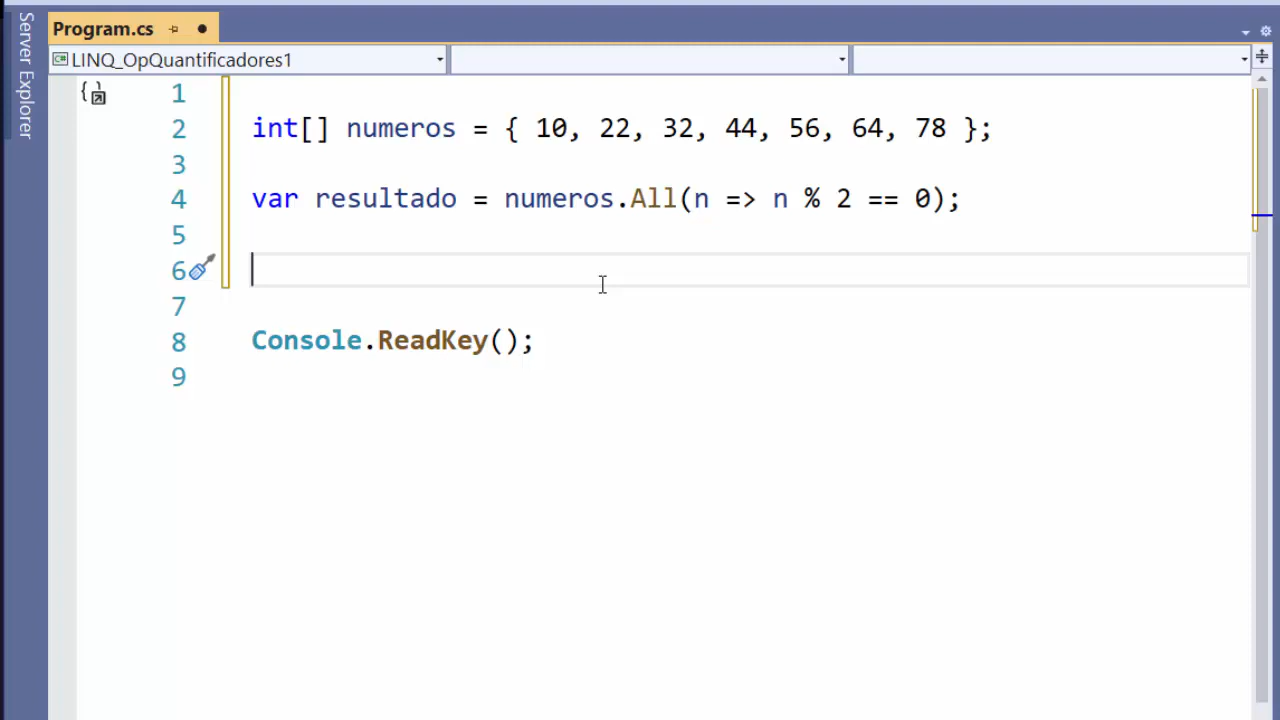 Server Explorer
Program.cs
LINQ_OpQuantificadores1
1
2 int[] numeros = { 10, 22, 32, 44, 56, 64, 78 };
3
4 var resultado = numeros.All(n => n % 2 == 0);
5
6
7
8 Console.ReadKey();
9